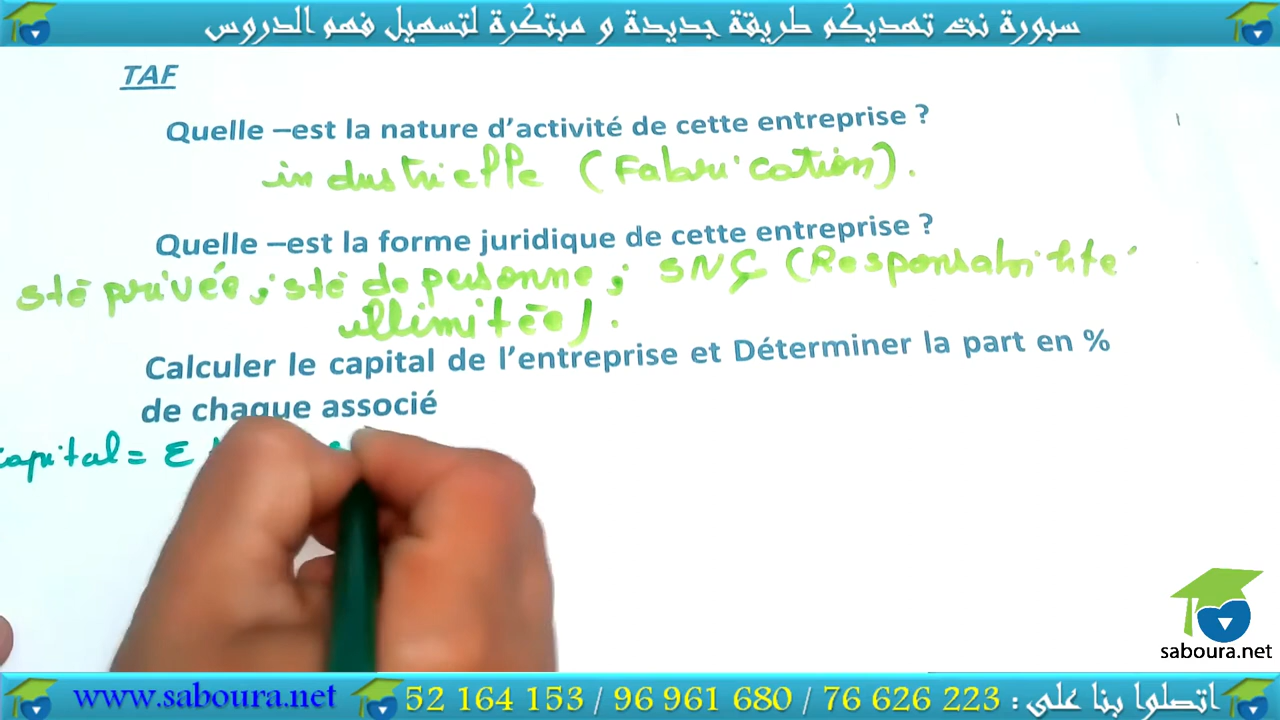 سبورة نت تهديكم طريقة جديدة و مبتكرة لتسهيل فهم الدروس
TAF
Quelle –est la nature d’activité de cette entreprise ?
industrielle (Fabrication).
Quelle –est la forme juridique de cette entreprise ?
sté privée ; sté de personne ; SNC (Responsabilité
illimitée).
Calculer le capital de l’entreprise et Déterminer la part en %
de chaque associé
capital = Σ
saboura.net
www.saboura.net 52 164 153 / 96 961 680 / 76 626 223 : اتصلوا بنا على